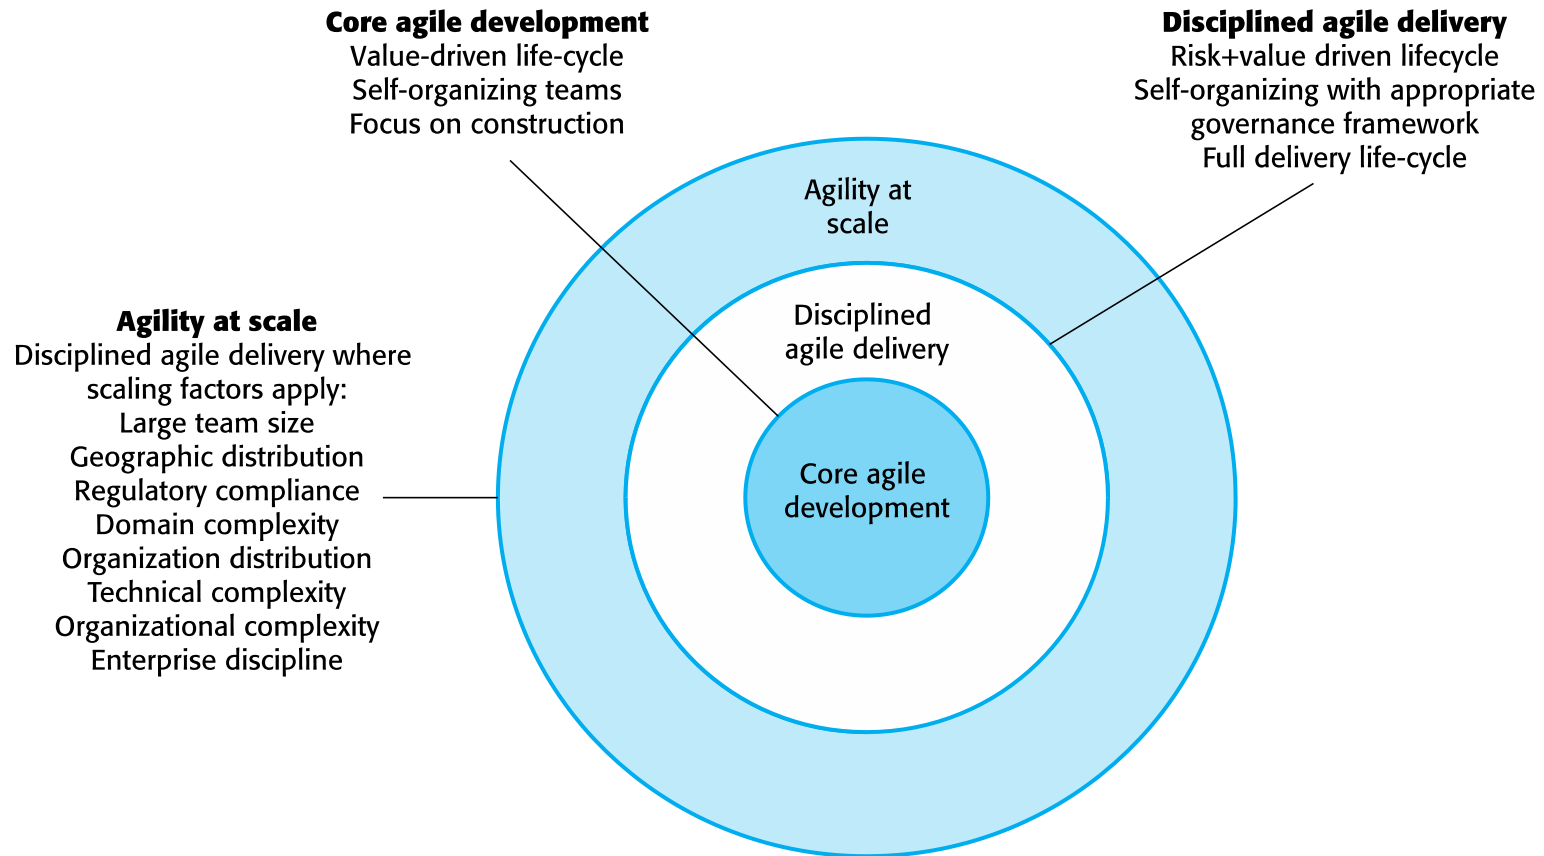 Core agile development
Value-driven life-cycle
Self-organizing teams
Focus on construction
Disciplined agile delivery
Risk+value driven lifecycle
Self-organizing with appropriate
governance framework
Full delivery life-cycle
Agility at scale
Disciplined agile delivery where
scaling factors apply:
Large team size
Geographic distribution
Regulatory compliance
Domain complexity
Organization distribution
Technical complexity
Organizational complexity
Enterprise discipline
Agility at
scale
Disciplined
agile delivery
Core agile
development